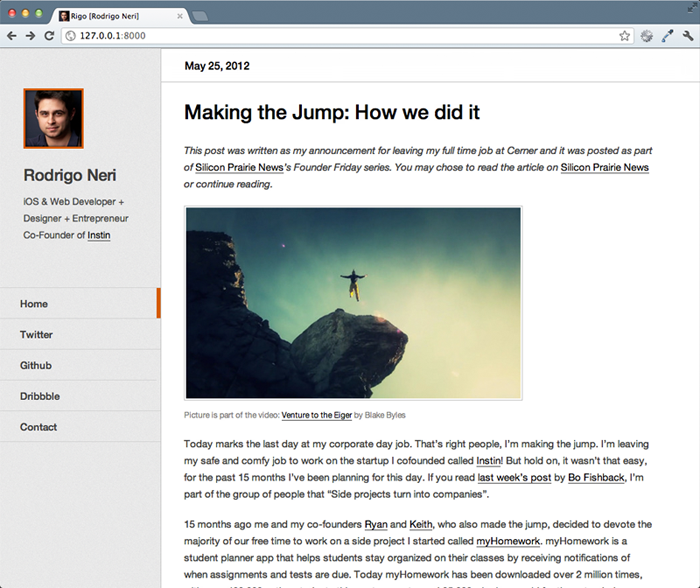 Rigo [Rodrigo Neri]
127.0.0.1:8000
May 25, 2012
Rodrigo Neri
iOS & Web Developer +
Designer + Entrepreneur
Co-Founder of Instin
Home
Twitter
Github
Dribbble
Contact
Making the Jump: How we did it
This post was written as my announcement for leaving my full time job at Cerner and it was posted as part
of Silicon Prairie News's Founder Friday series. You may chose to read the article on Silicon Prairie News
or continue reading.
Picture is part of the video: Venture to the Eiger by Blake Byles
Today marks the last day at my corporate day job. That's right people, I'm making the jump. I'm leaving
my safe and comfy job to work on the startup I cofounded called Instin! But hold on, it wasn't that easy,
for the past 15 months I've been planning for this day. If you read last week's post by Bo Fishback, I'm
part of the group of people that “Side projects turn into companies”.
15 months ago me and my co-founders Ryan and Keith, who also made the jump, decided to devote the
majority of our free time to work on a side project I started called myHomework. myHomework is a
student planner app that helps students stay organized on their classes by receiving notifications of
when assignments and tests are due. Today myHomework has been downloaded over 2 million times,